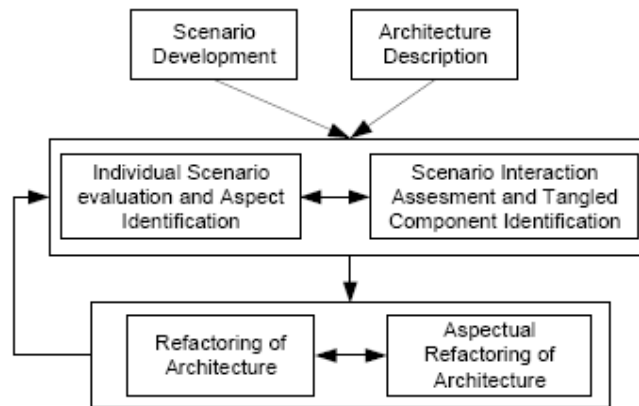 Scenario
Development
Architecture
Description
Individual Scenario
evaluation and Aspect
Identification
Scenario Interaction
Assesment and Tangled
Component Identification
Refactoring of
Architecture
Aspectual
Refactoring of
Architecture